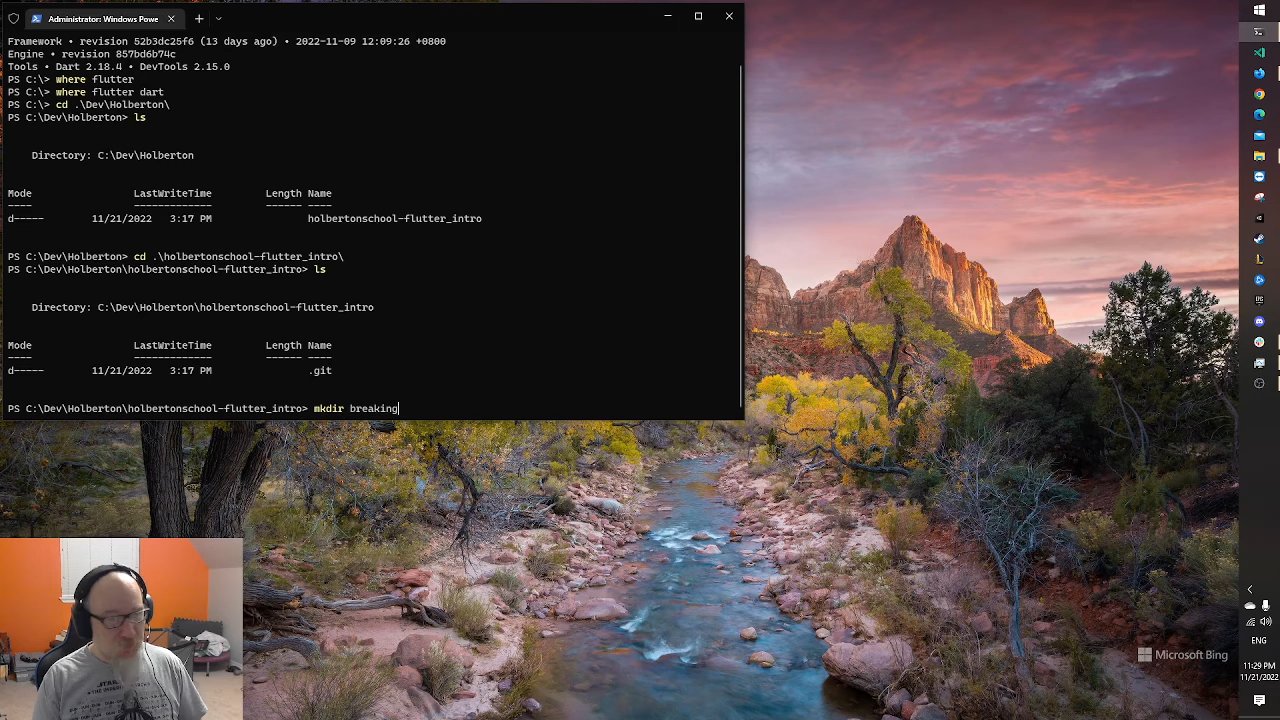 Administrator: Windows Powe
Framework • revision 52b3dc25f6 (13 days ago) • 2022-11-09 12:09:26 +0800
Engine • revision 857bd6b74c
Tools • Dart 2.18.4 • DevTools 2.15.0
PS C:\> where flutter
PS C:\> where flutter dart
PS C:\> cd .\Dev\Holberton\
PS C:\Dev\Holberton> ls
Directory: C:\Dev\Holberton
Mode LastWriteTime Length Name
---- ------------- ------ ----
d----- 11/21/2022 3:17 PM holbertonschool-flutter_intro
PS C:\Dev\Holberton> cd .\holbertonschool-flutter_intro\
PS C:\Dev\Holberton\holbertonschool-flutter_intro> ls
Directory: C:\Dev\Holberton\holbertonschool-flutter_intro
Mode LastWriteTime Length Name
---- ------------- ------ ----
d----- 11/21/2022 3:17 PM .git
PS C:\Dev\Holberton\holbertonschool-flutter_intro> mkdir breaking
STAR WARS
Microsoft Bing
ENG
11:29 PM
11/21/2022